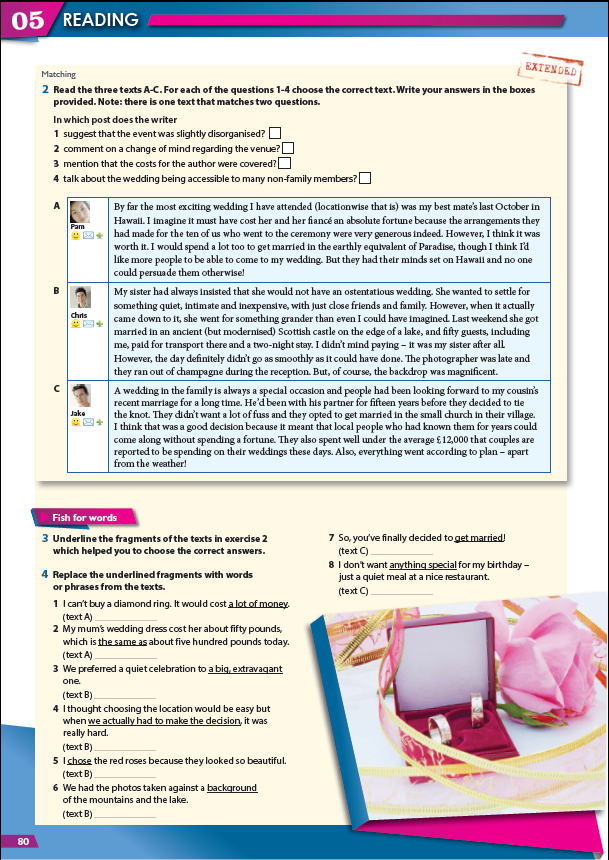 05 READING
EXTENDED
Matching
2 Read the three texts A-C. For each of the questions 1-4 choose the correct text. Write your answers in the boxes
provided. Note: there is one text that matches two questions.
In which post does the writer
1 suggest that the event was slightly disorganised?
2 comment on a change of mind regarding the venue?
3 mention that the costs for the author were covered?
4 talk about the wedding being accessible to many non-family members?
A
Pam
By far the most exciting wedding I have attended (locationwise that is) was my best mate's last October in
Hawaii. I imagine it must have cost her and her fiancé an absolute fortune because the arrangements they
had made for the ten of us who went to the ceremony were very generous indeed. However, I think it was
worth it. I would spend a lot too to get married in the earthly equivalent of Paradise, though I think I'd
like more people to be able to come to my wedding. But they had their minds set on Hawaii and no one
could persuade them otherwise!
B
Chris
My sister had always insisted that she would not have an ostentatious wedding. She wanted to settle for
something quiet, intimate and inexpensive, with just close friends and family. However, when it actually
came down to it, she went for something grander than even I could have imagined. Last weekend she got
married in an ancient (but modernised) Scottish castle on the edge of a lake, and fifty guests, including
me, paid for transport there and a two-night stay. I didn't mind paying – it was my sister after all.
However, the day definitely didn't go as smoothly as it could have done. The photographer was late and
they ran out of champagne during the reception. But, of course, the backdrop was magnificent.
C
Jake
A wedding in the family is always a special occasion and people had been looking forward to my cousin's
recent marriage for a long time. He'd been with his partner for fifteen years before they decided to tie
the knot. They didn't want a lot of fuss and they opted to get married in the small church in their village.
I think that was a good decision because it meant that local people who had known them for years could
come along without spending a fortune. They also spent well under the average £12,000 that couples are
reported to be spending on their weddings these days. Also, everything went according to plan – apart
from the weather!
Fish for words
3 Underline the fragments of the texts in exercise 2
which helped you to choose the correct answers.
4 Replace the underlined fragments with words
or phrases from the texts.
1 I can't buy a diamond ring. It would cost a lot of money.
(text A)
2 My mum's wedding dress cost her about fifty pounds,
which is the same as about five hundred pounds today.
(text A)
3 We preferred a quiet celebration to a big, extravagant
one.
(text B)
4 I thought choosing the location would be easy but
when we actually had to make the decision, it was
really hard.
(text B)
5 I chose the red roses because they looked so beautiful.
(text B)
6 We had the photos taken against a background
of the mountains and the lake.
(text B)
7 So, you've finally decided to get married!
(text C)
8 I don't want anything special for my birthday –
just a quiet meal at a nice restaurant.
(text C)
80